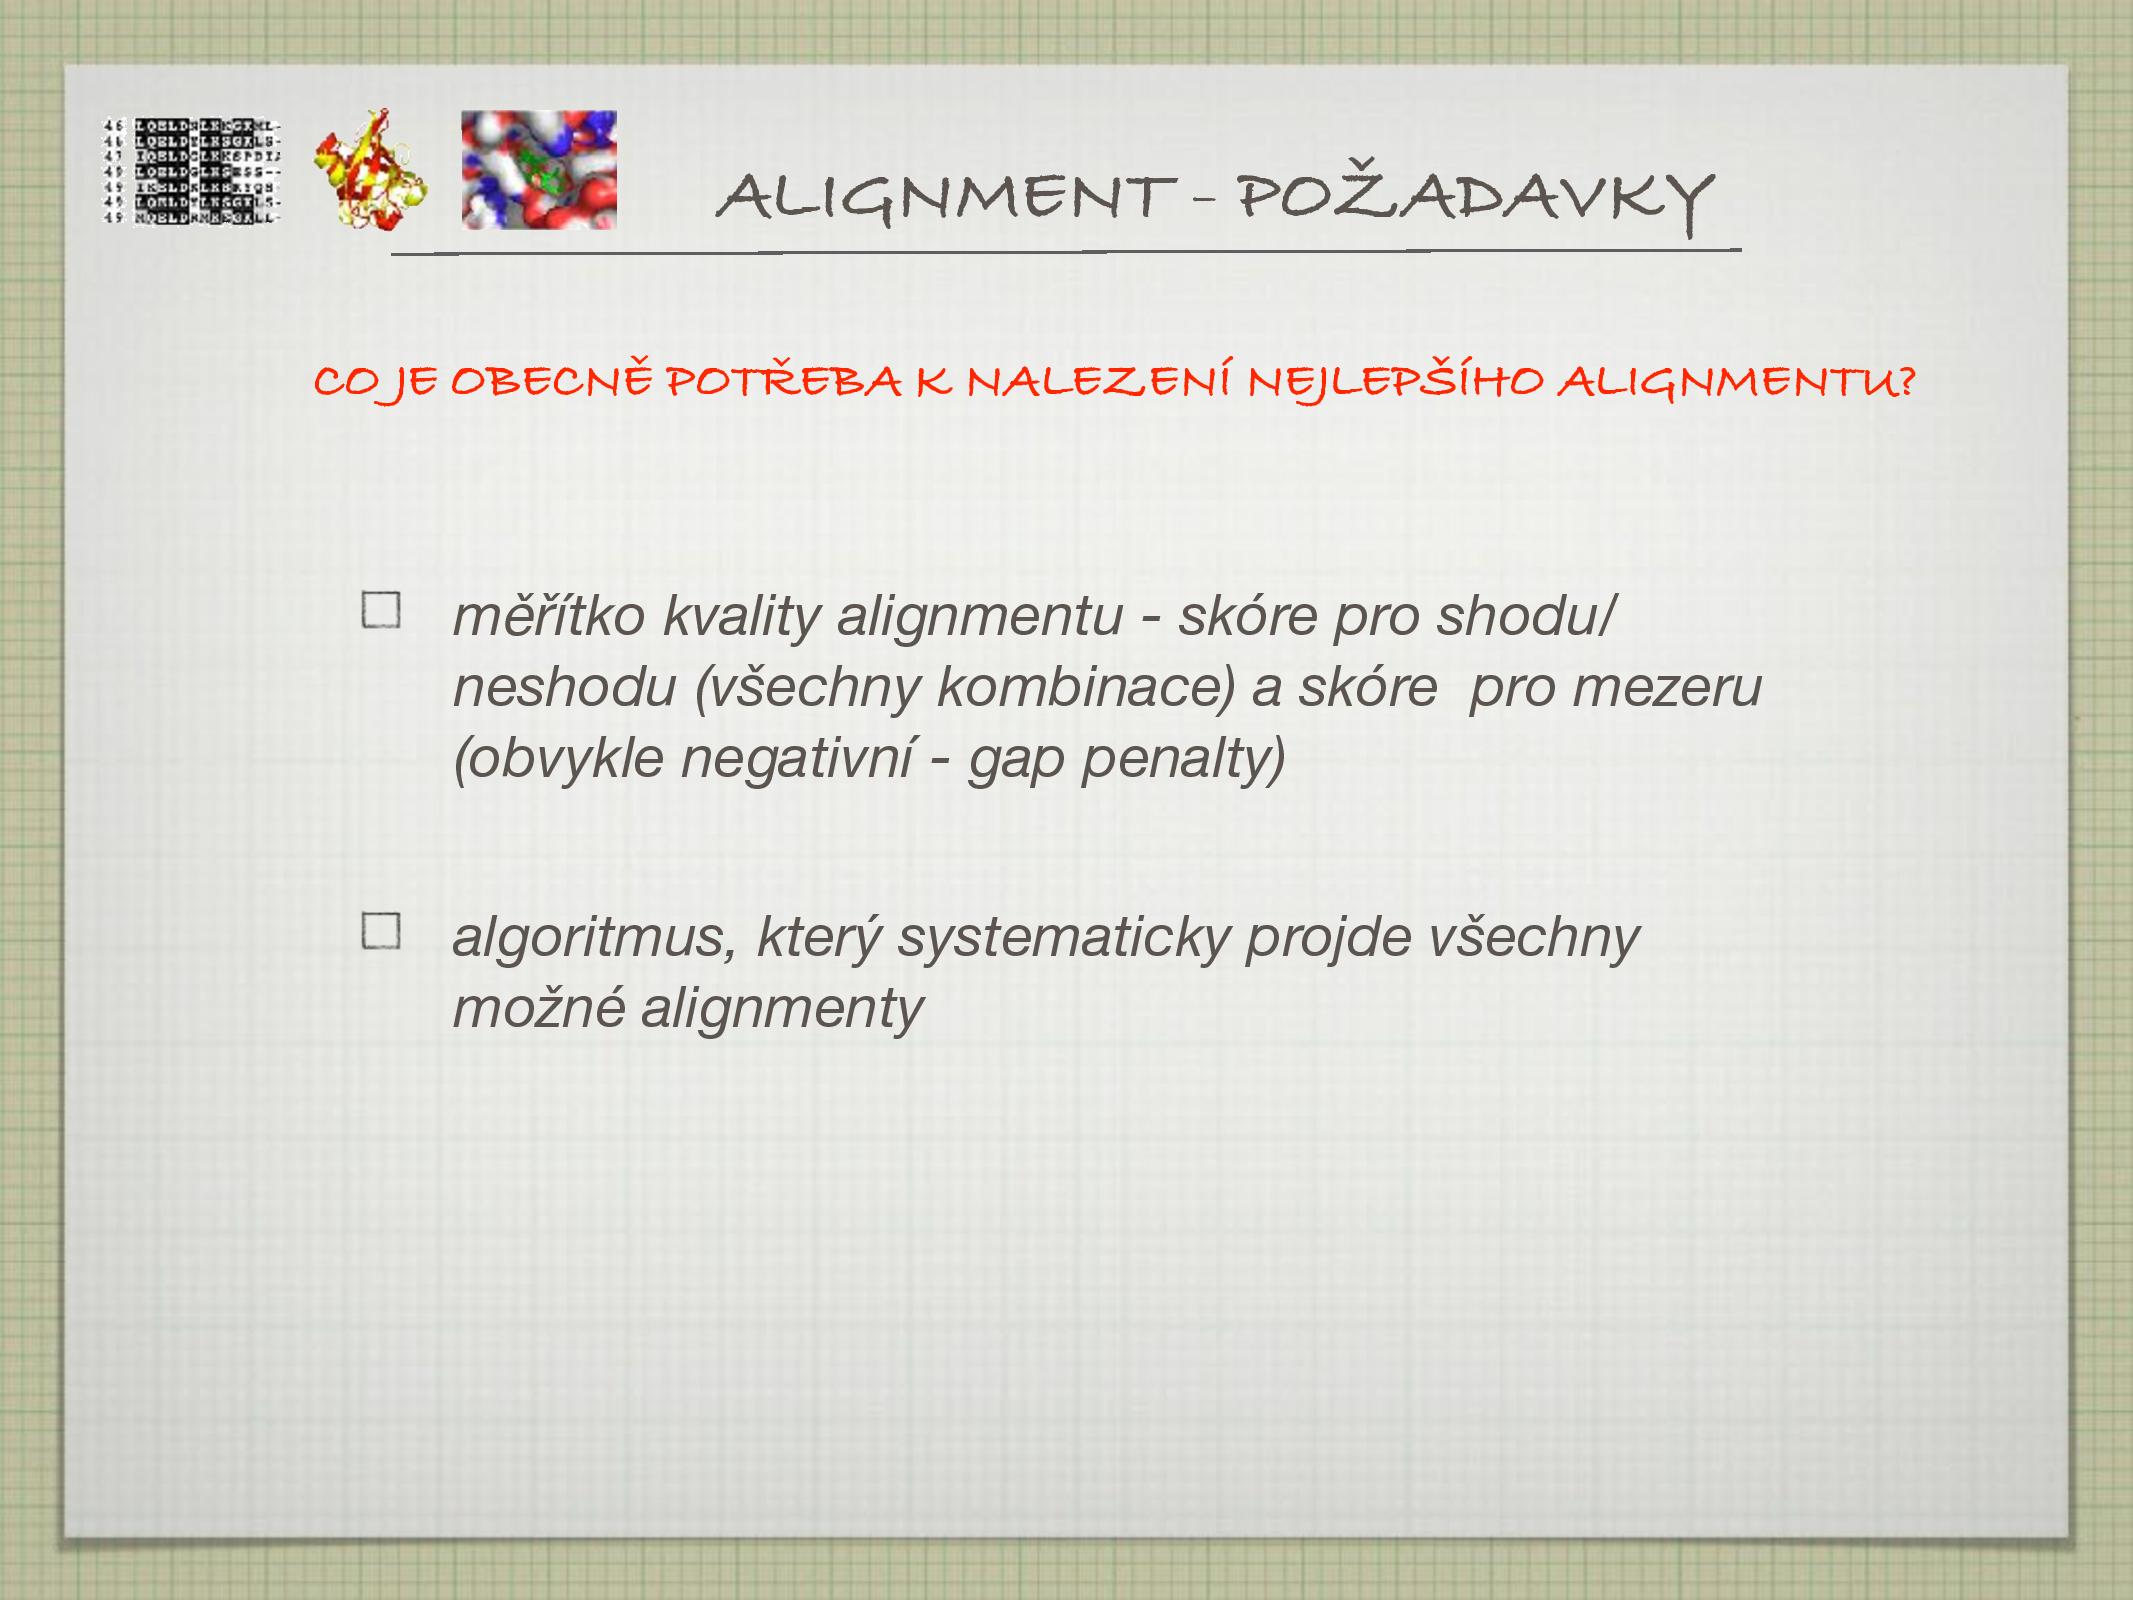 ALIGNMENT - POŽADAVKY
CO JE OBECNĚ POTŘEBA K NALEZENÍ NEJLEPŠÍHO ALIGNMENTU?
měřítko kvality alignmentu - skóre pro shodu/
neshodu (všechny kombinace) a skóre pro mezeru
(obvykle negativní - gap penalty)
algoritmus, který systematicky projde všechny
možné alignmenty